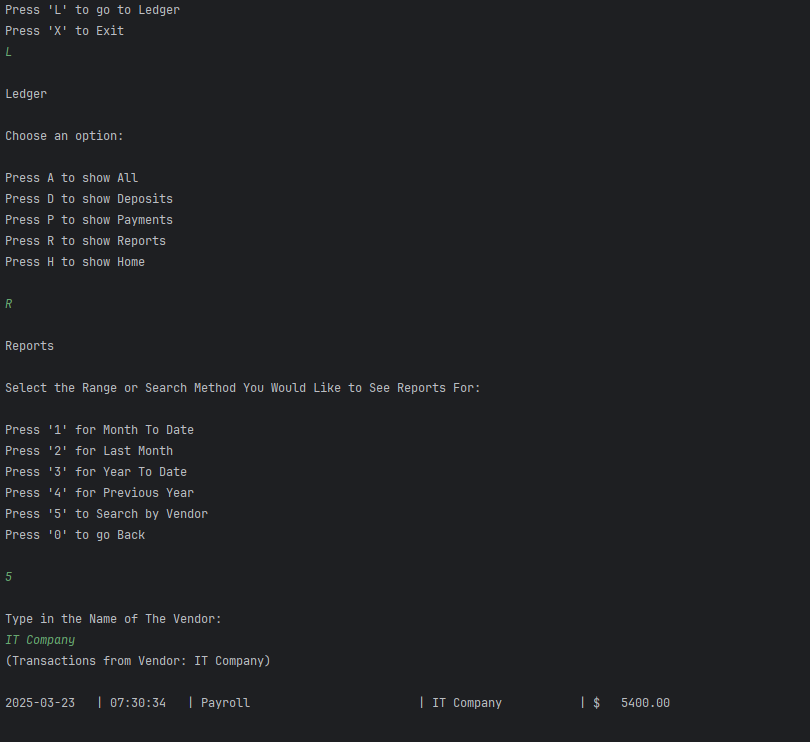 Press 'L' to go to Ledger
Press 'X' to Exit
L
Ledger
Choose an option:
Press A to show All
Press D to show Deposits
Press P to show Payments
Press R to show Reports
Press H to show Home
R
Reports
Select the Range or Search Method You Would Like to See Reports For:
Press '1' for Month To Date
Press '2' for Last Month
Press '3' for Year To Date
Press '4' for Previous Year
Press '5' to Search by Vendor
Press '0' to go Back
5
Type in the Name of The Vendor:
IT Company
(Transactions from Vendor: IT Company)
2025-03-23   | 07:30:34   | Payroll                        | IT Company           | $   5400.00